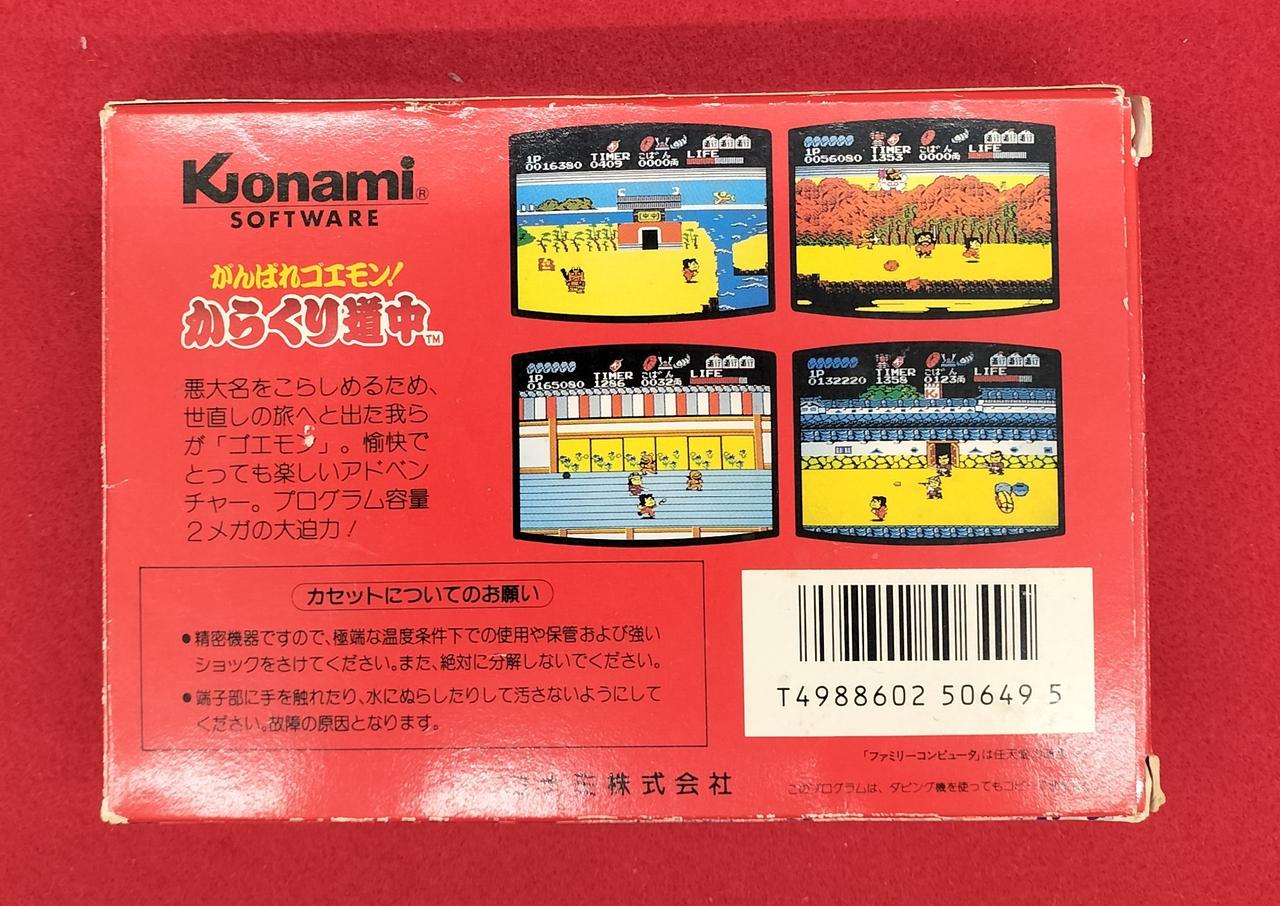 Konami®
SOFTWARE
がんばれゴエモン!
からくり道中™
悪大名をこらしめるため、
世直しの旅へと出た我ら
が「ゴエモン」。愉快で
とっても楽しいアドベン
チャー。プログラム容量
2メガの大迫力!
1P TIMER こばん LIFE
0016380 0409 0000両
1P TIMER こばん LIFE
0056080 1353 0000両
1P TIMER こばん LIFE
0165080 1286 0032両
1P TIMER こばん LIFE
0132220 1358 0123両
カセットについてのお願い
●精密機器ですので、極端な温度条件下での使用や保管および強い
ショックをさけてください。また、絶対に分解しないでください。
●端子部に手を触れたり、水にぬらしたりして汚さないようにして
ください。故障の原因となります。
T4988602 50649 5
「ファミリーコンピュータ」は任天堂
株式会社
このプログラムは、ダビング機を使ってもコピー